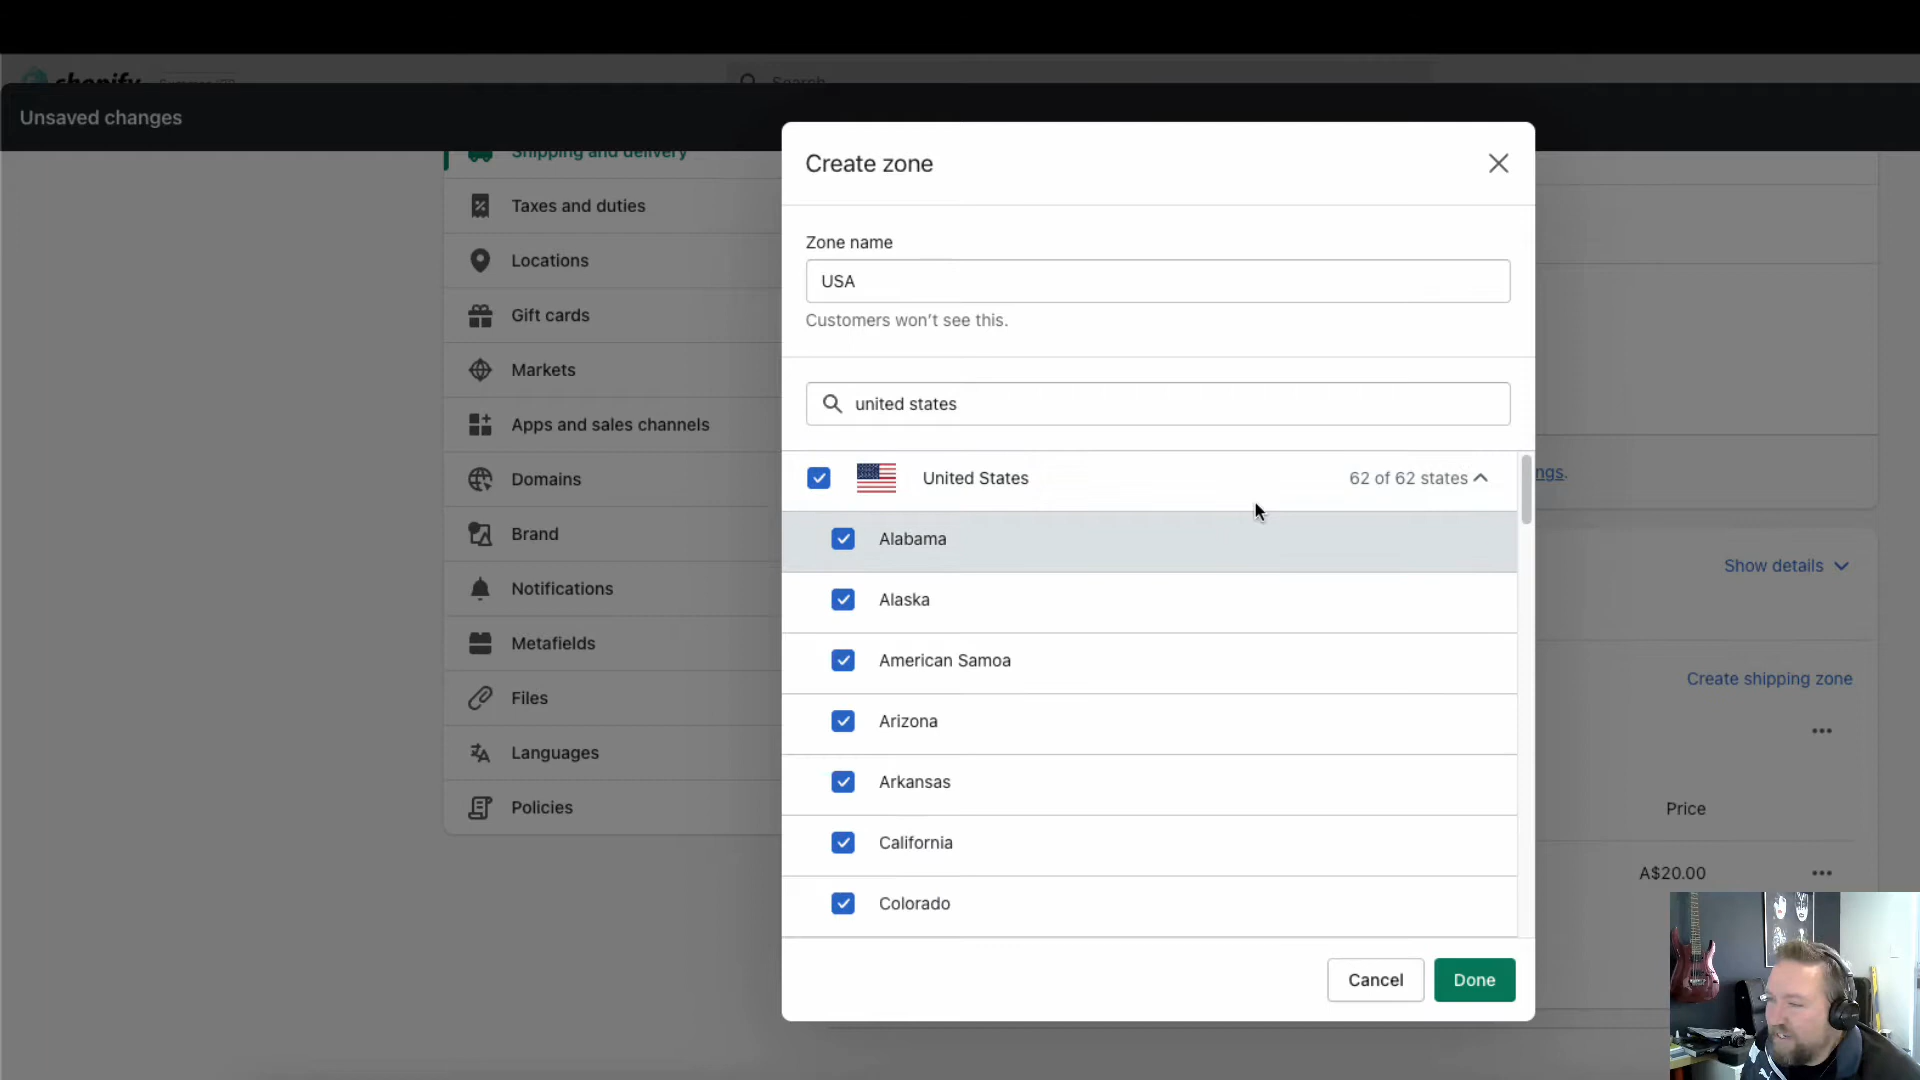 shopify
Search
Unsaved changes
Shipping and delivery
Taxes and duties
Locations
Gift cards
Markets
Apps and sales channels
Domains
Brand
Notifications
Metafields
Files
Languages
Policies
Create zone
Zone name
USA
Customers won't see this.
united states
United States 62 of 62 states
Alabama
Alaska
American Samoa
Arizona
Arkansas
California
Colorado
Cancel Done
ngs.
Show details
Create shipping zone
Price
A$20.00